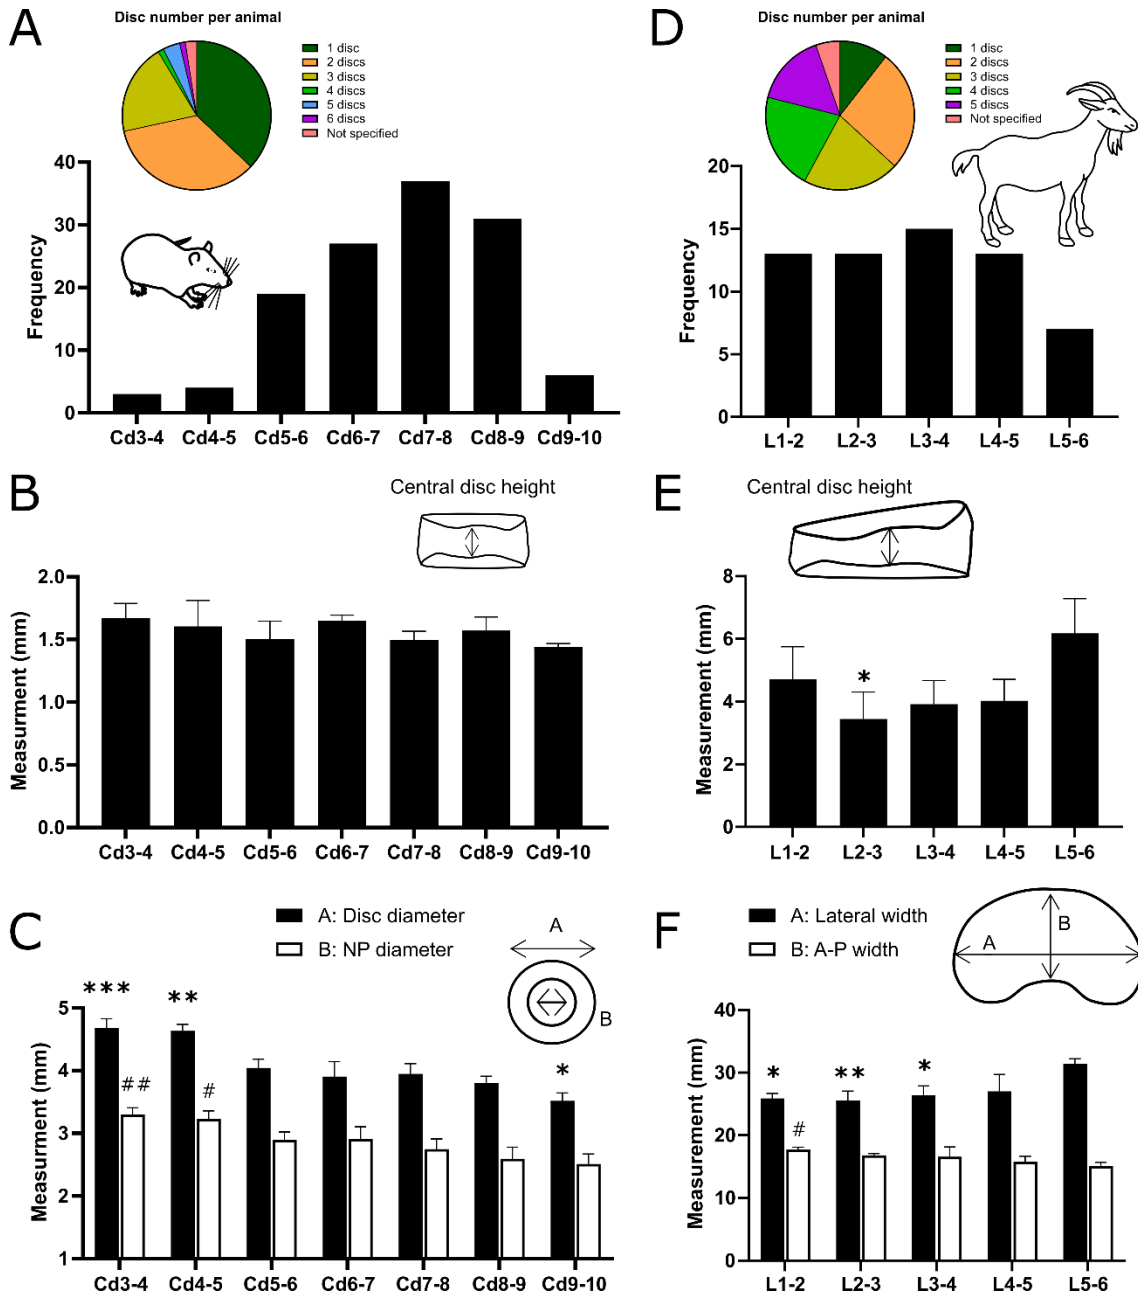 A
Disc number per animal
1 disc
2 discs
3 discs
4 discs
5 discs
6 discs
Not specified
Frequency
40
30
20
10
0
Cd3-4 Cd4-5 Cd5-6 Cd6-7 Cd7-8 Cd8-9 Cd9-10
D
Disc number per animal
1 disc
2 discs
3 discs
4 discs
5 discs
Not specified
Frequency
20
15
10
5
0
L1-2 L2-3 L3-4 L4-5 L5-6
B
Central disc height
Measurment (mm)
2.0
1.5
1.0
0.5
0.0
Cd3-4 Cd4-5 Cd5-6 Cd6-7 Cd7-8 Cd8-9 Cd9-10
E
Central disc height
Measurement (mm)
8
6
4
2
0
*
L1-2 L2-3 L3-4 L4-5 L5-6
C
A: Disc diameter
B: NP diameter
A
B
Measurment (mm)
5
4
3
2
1
*** ** *
## #
Cd3-4 Cd4-5 Cd5-6 Cd6-7 Cd7-8 Cd8-9 Cd9-10
F
A: Lateral width
B: A-P width
A
B
Measurement (mm)
40
30
20
10
0
* ** *
#
L1-2 L2-3 L3-4 L4-5 L5-6